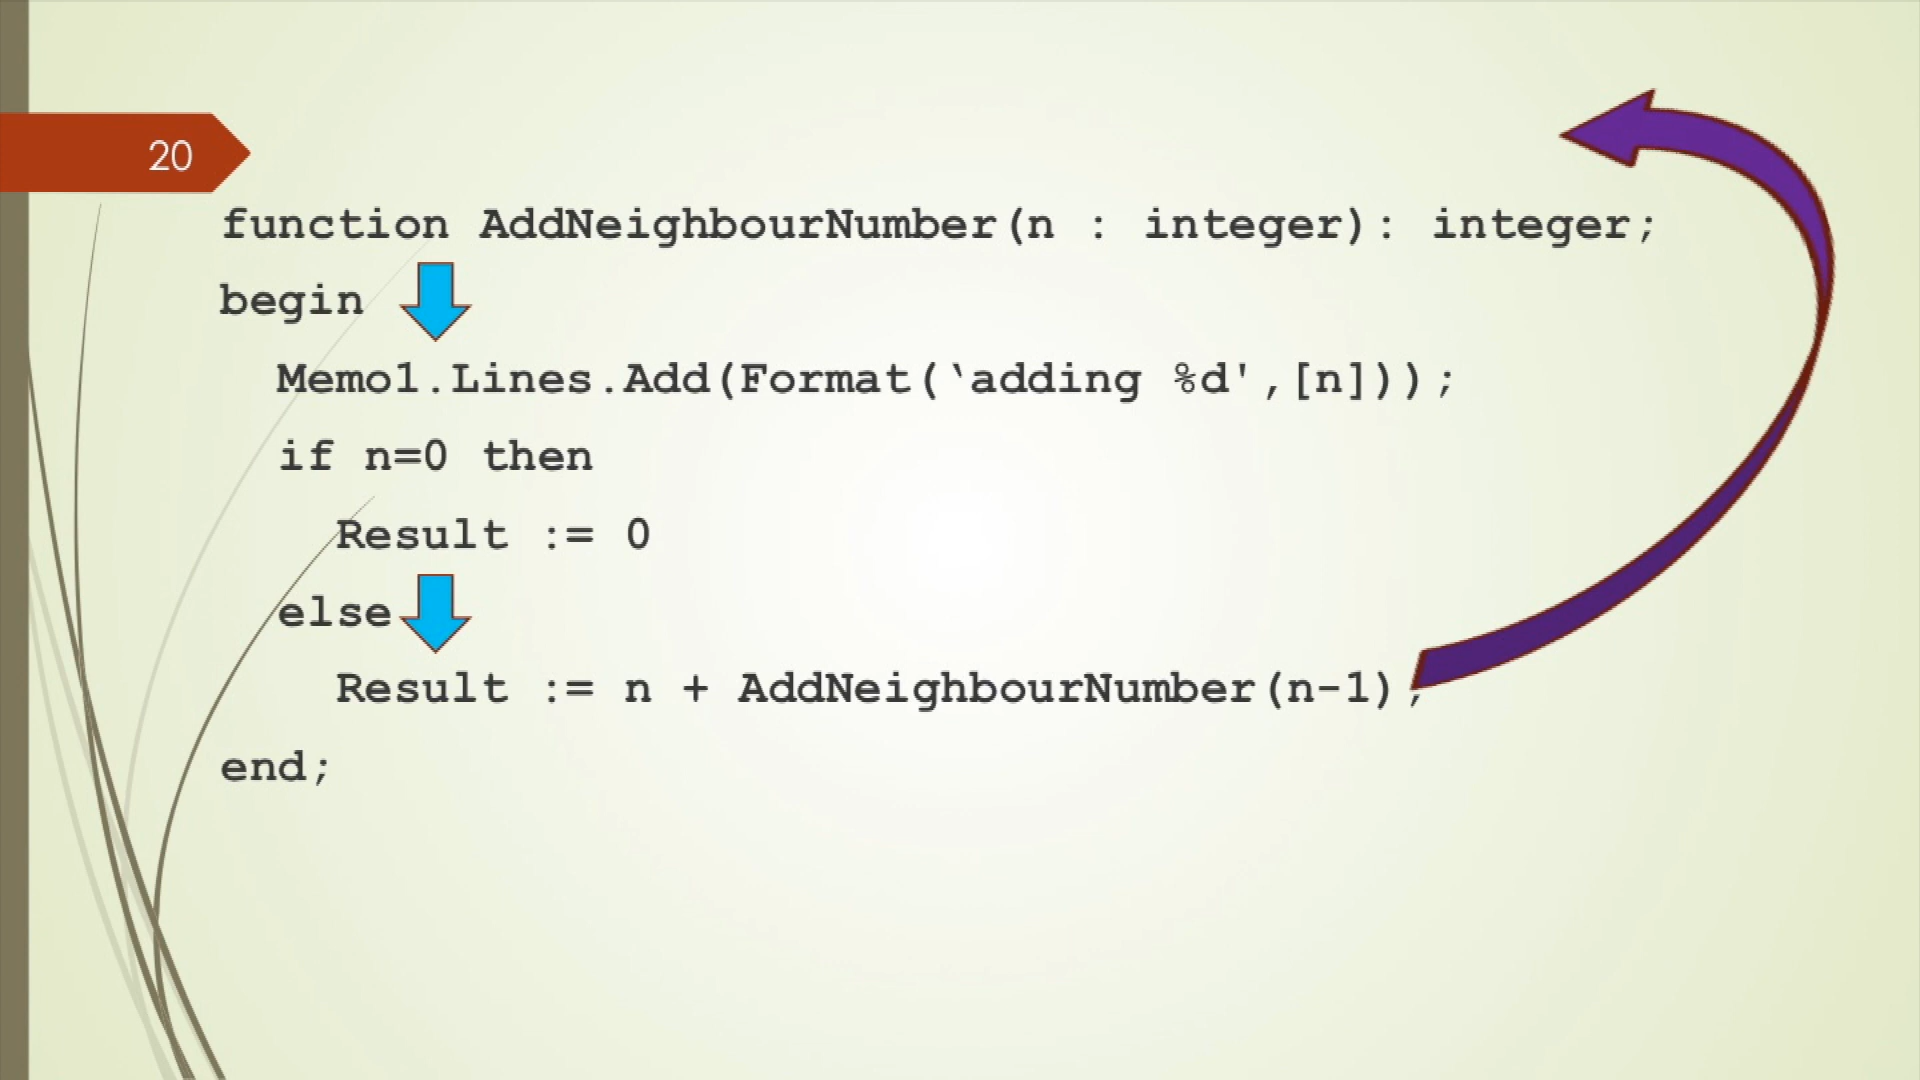 20
function AddNeighbourNumber(n : integer): integer;
begin
Memo1.Lines.Add(Format(‘adding %d',[n]));
if n=0 then
Result := 0
else
Result := n + AddNeighbourNumber(n-1);
end;